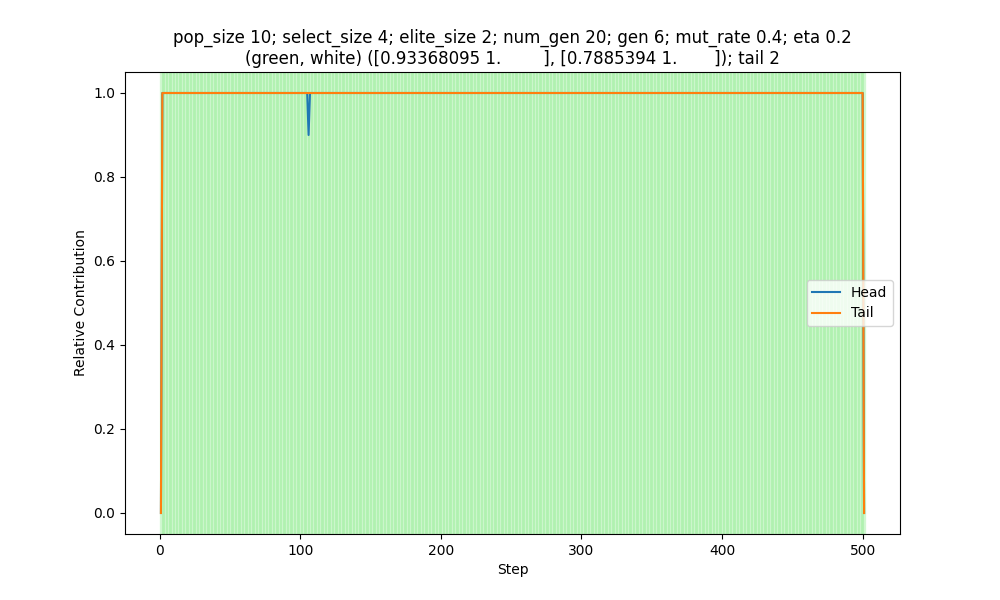 pop_size 10; select_size 4; elite_size 2; num_gen 20; gen 6; mut_rate 0.4; eta 0.2
(green, white) ([0.93368095 1.        ], [0.7885394 1.       ]); tail 2
1.0
0.8
0.6
0.4
0.2
0.0
Relative Contribution
Head
Tail
0
100
200
300
400
500
Step